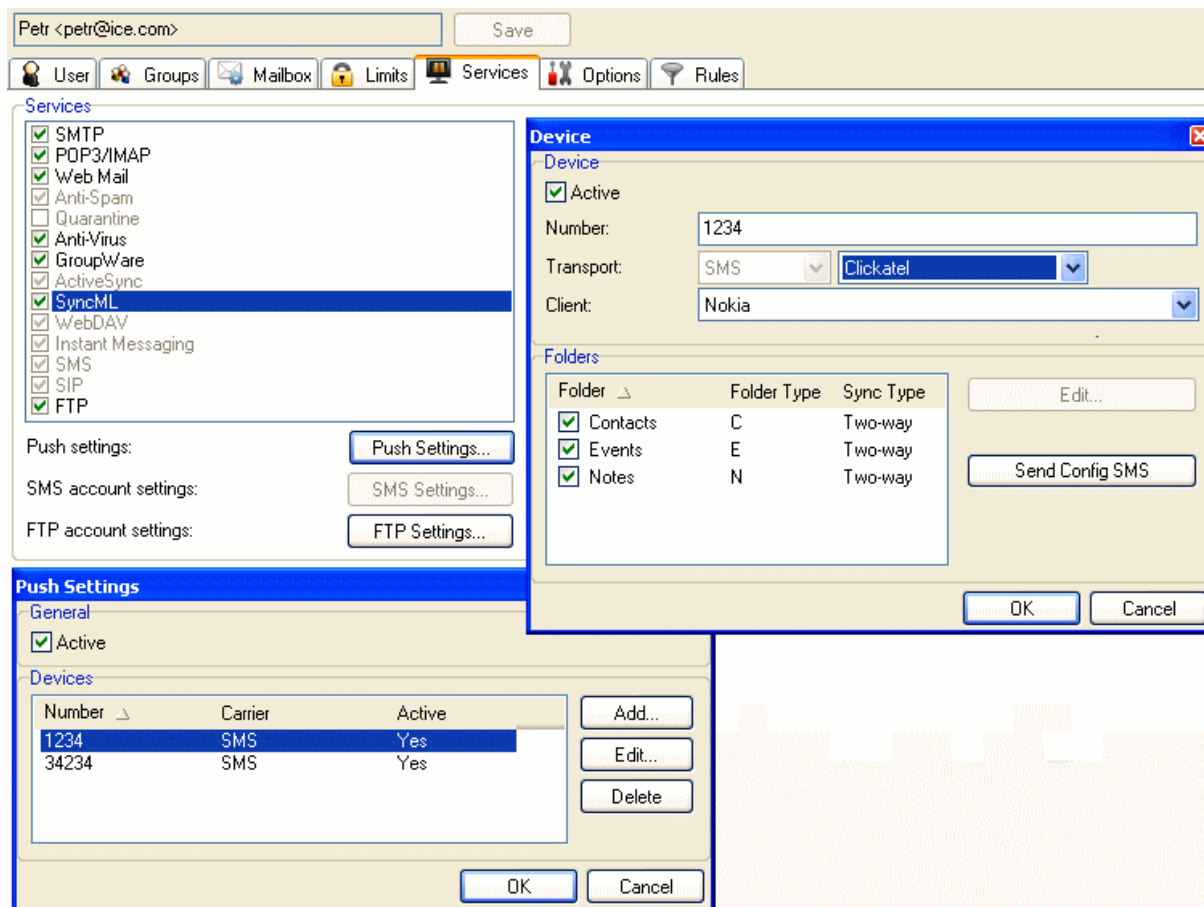 Petr <petr@ice.com> Save
User Groups Mailbox Limits Services Options Rules
Services
SMTP
POP3/IMAP
Web Mail
Anti-Spam
Quarantine
Anti-Virus
GroupWare
ActiveSync
SyncML
WebDAV
Instant Messaging
SMS
SIP
FTP
Push settings: Push Settings...
SMS account settings: SMS Settings...
FTP account settings: FTP Settings...
Device
Device
Active
Number: 1234
Transport: SMS Clickatel
Client: Nokia
Folders
Folder Folder Type Sync Type
Contacts C Two-way
Events E Two-way
Notes N Two-way
Edit...
Send Config SMS
OK Cancel
Push Settings
General
Active
Devices
Number Carrier Active
1234 SMS Yes
34234 SMS Yes
Add...
Edit...
Delete
OK Cancel